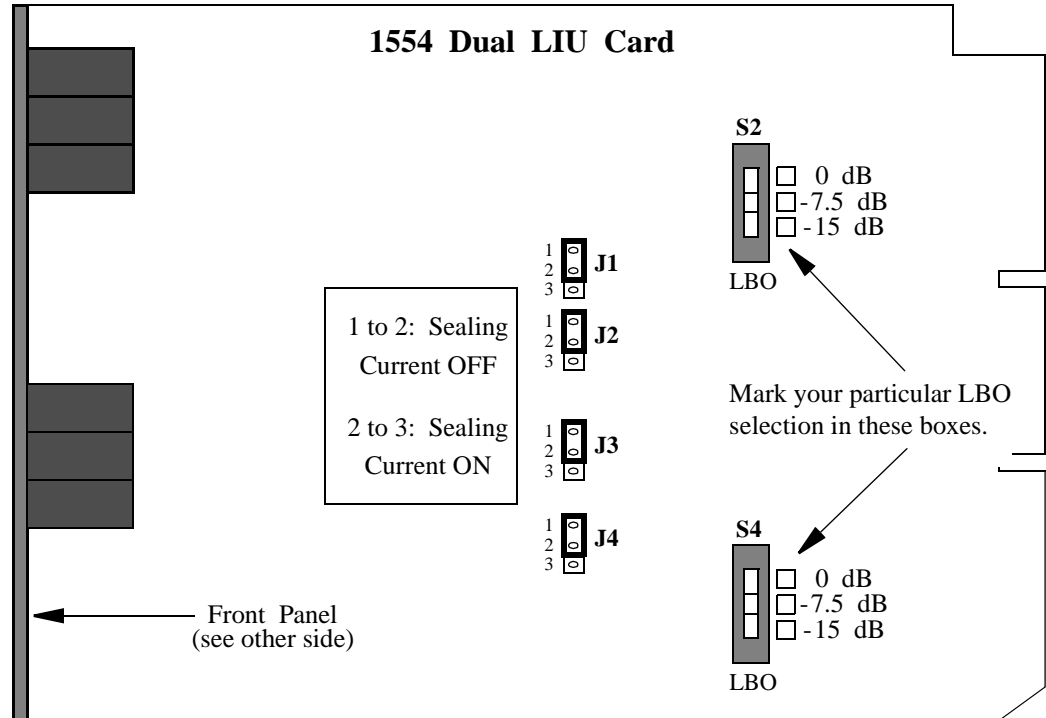 1554 Dual LIU Card
S2
0 dB
-7.5 dB
-15 dB
LBO
1
2
3
J1
1
2
3
J2
1 to 2: Sealing
Current OFF
2 to 3: Sealing
Current ON
Mark your particular LBO
selection in these boxes.
1
2
3
J3
1
2
3
J4
S4
0 dB
-7.5 dB
-15 dB
LBO
Front Panel
(see other side)